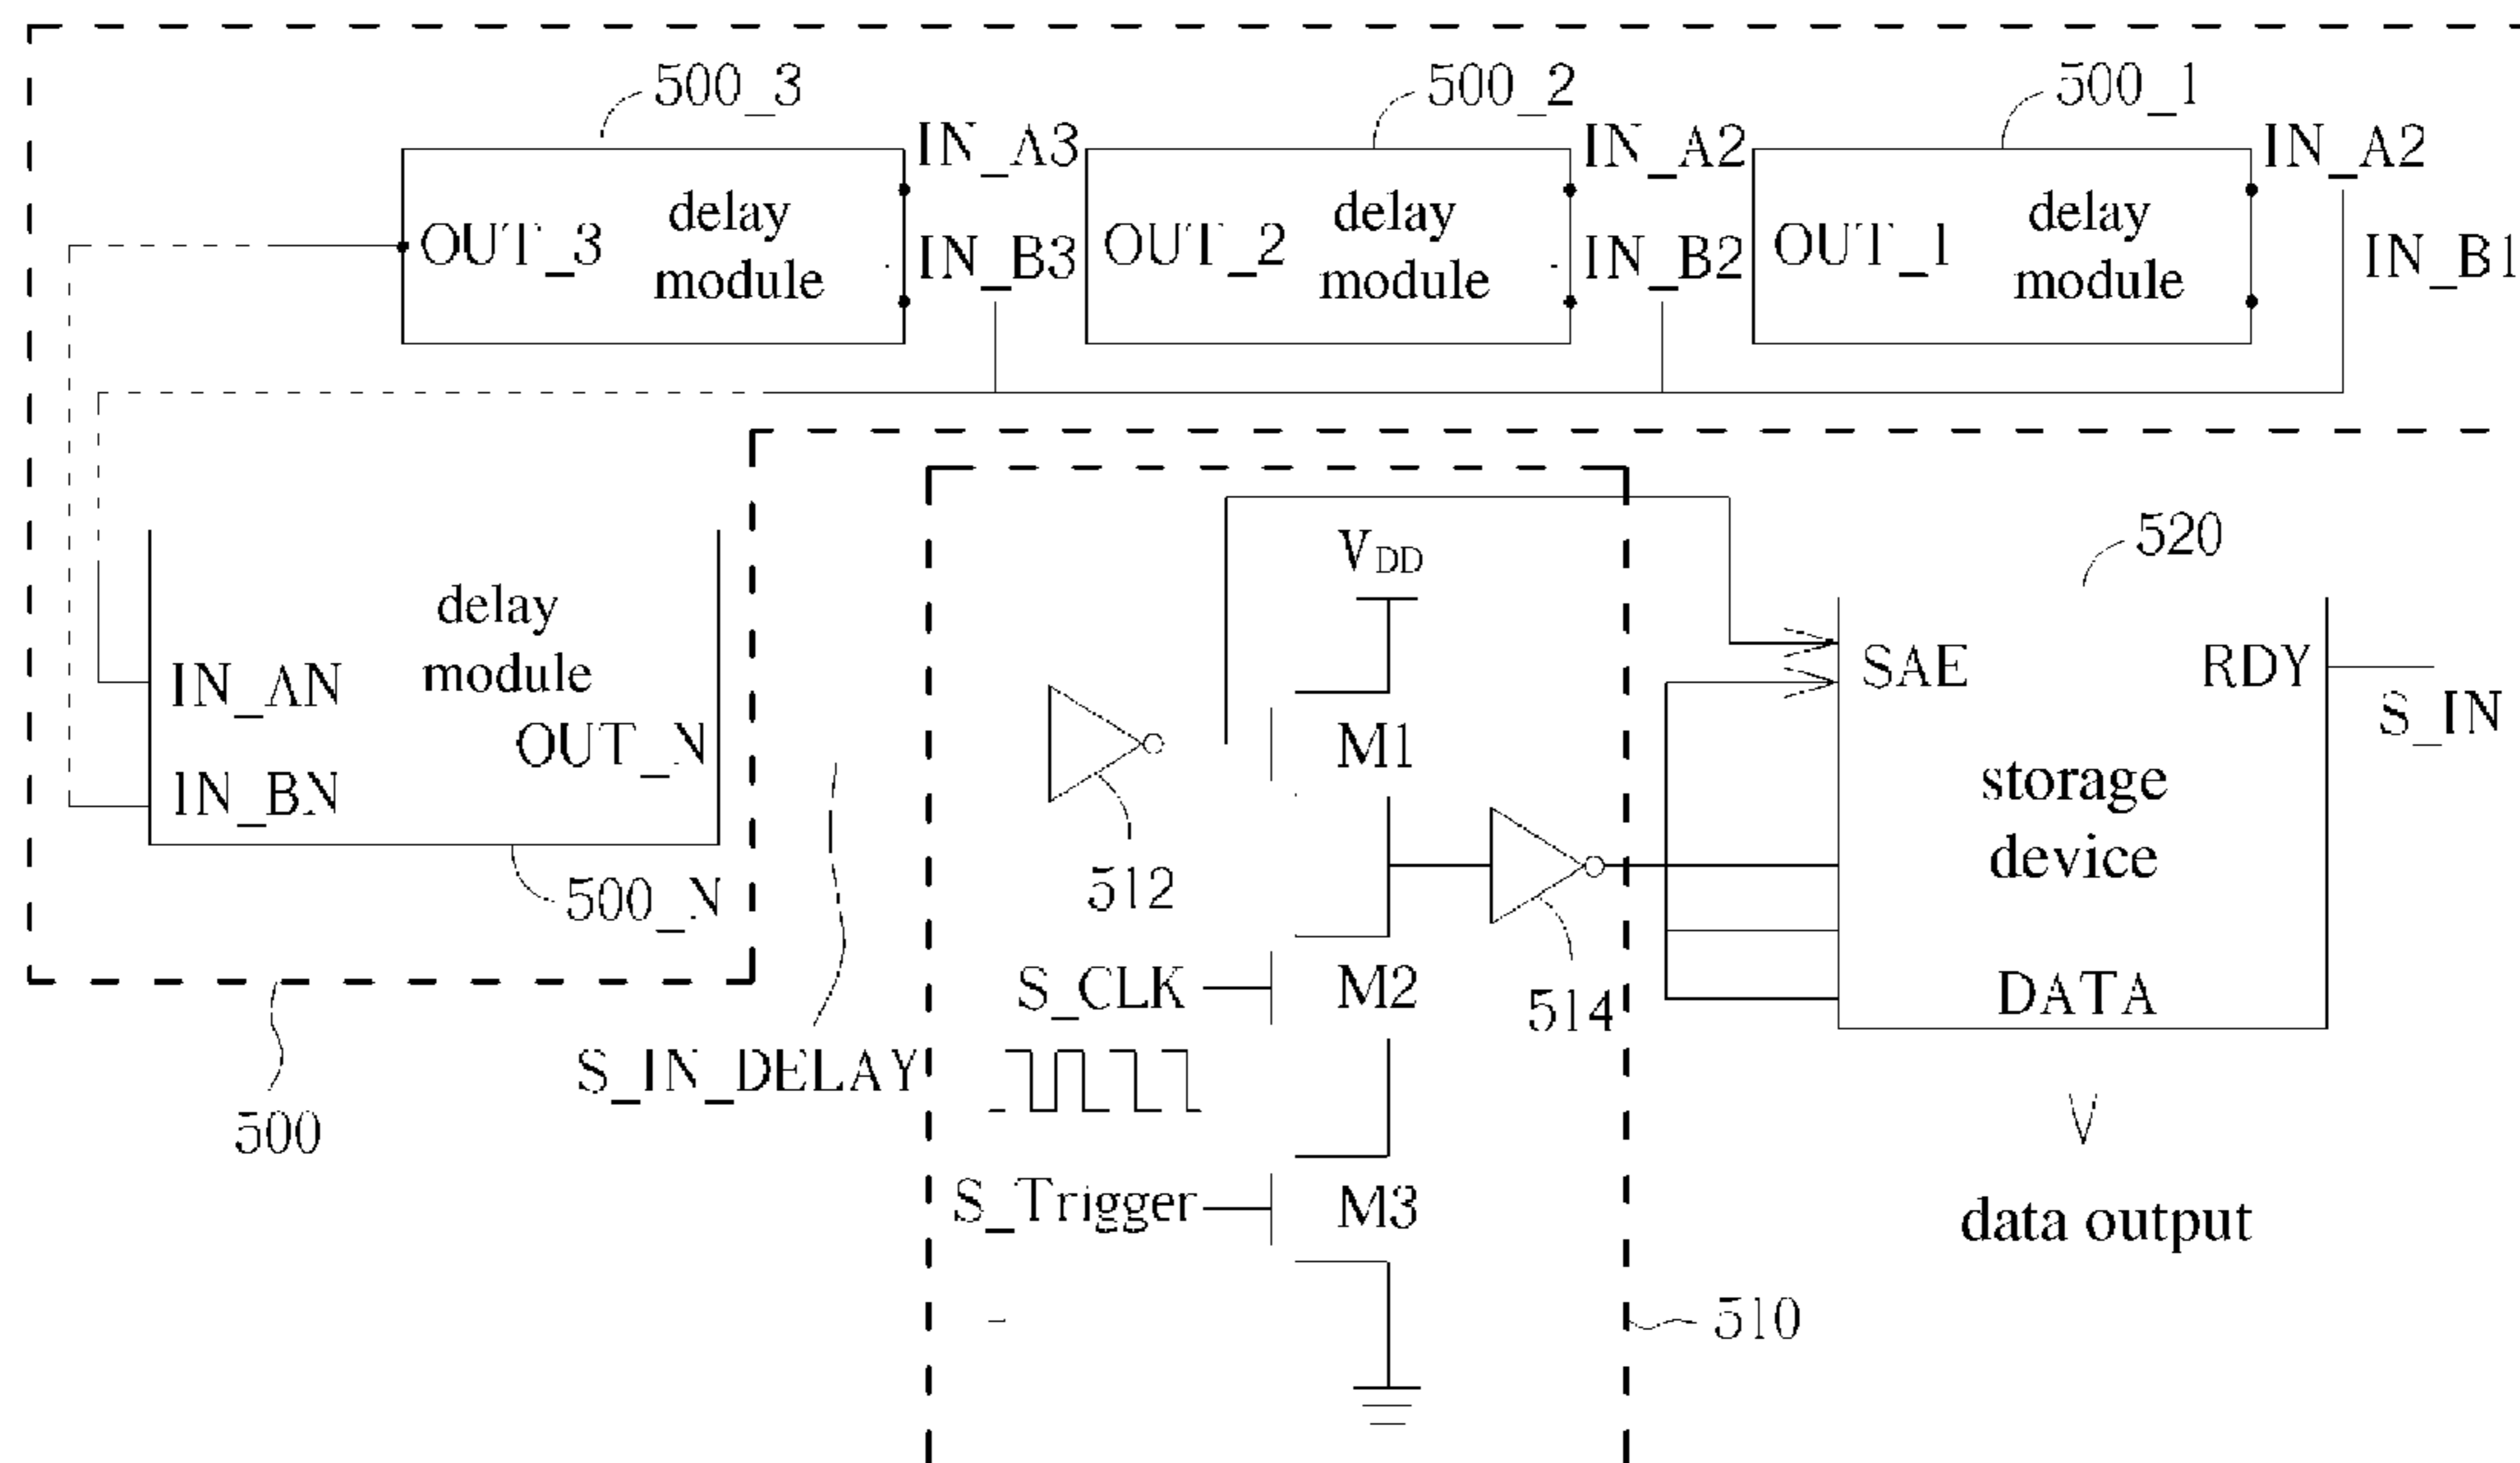 500_3
500_2
500_1
IN_A3
IN_A2
IN_A2
OUT_3
delay
module
IN_B3
OUT_2
delay
module
IN_B2
OUT_1
delay
module
IN_B1
VDD
520
delay
module
IN_AN
OUT_N
IN_BN
500_N
SAE
RDY
S_IN
M1
storage
device
512
S_CLK
M2
514
DATA
S_IN_DELAY
500
S_Trigger
M3
data output
510